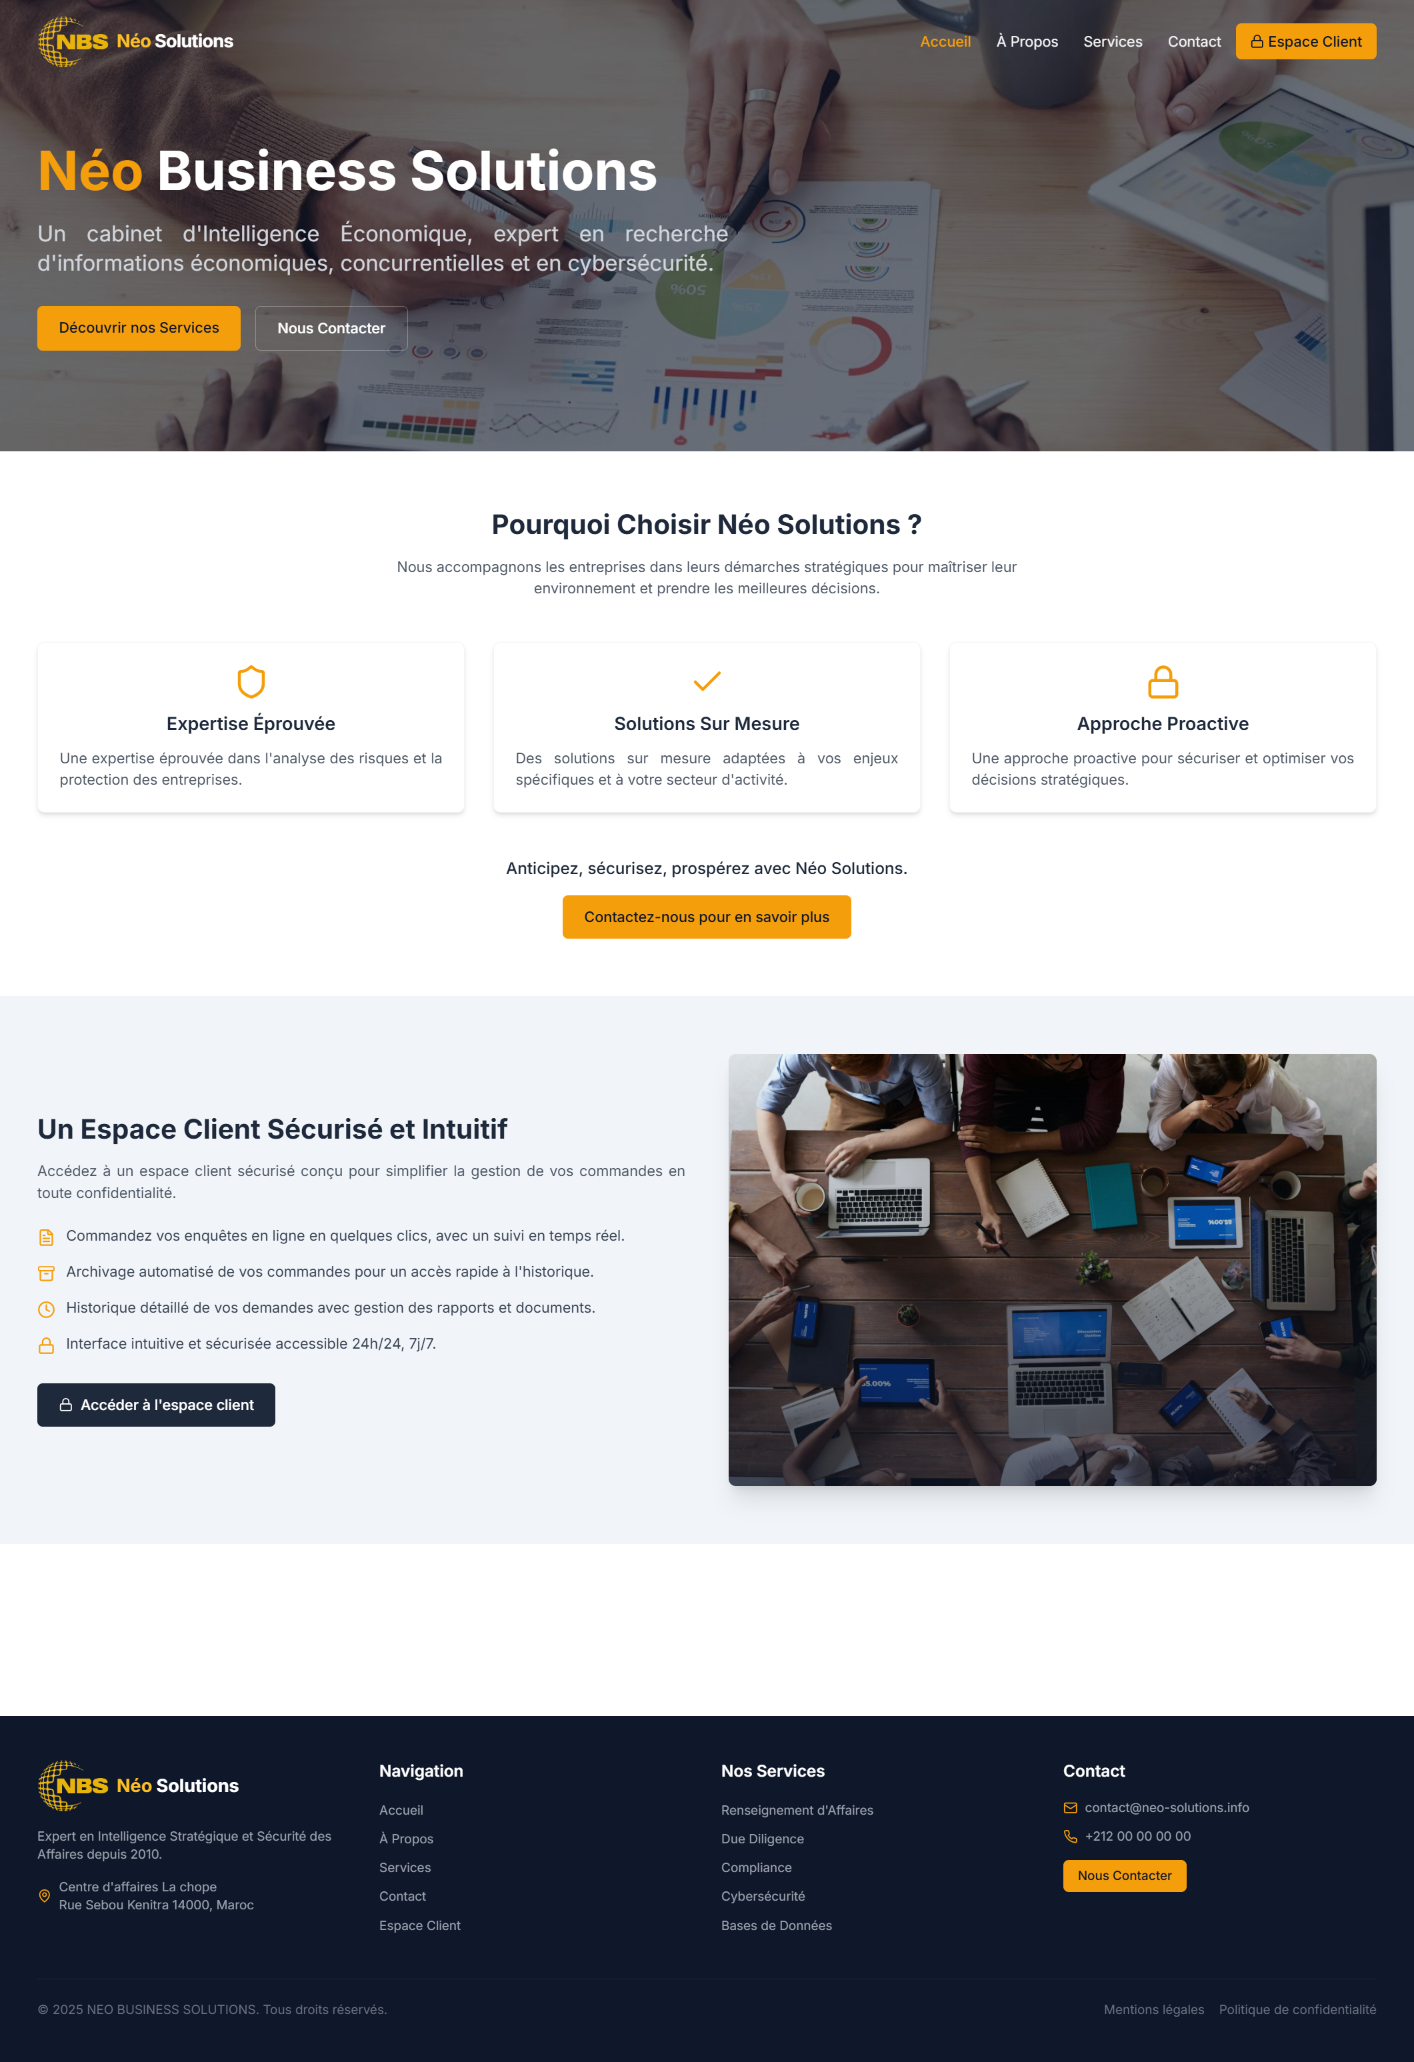 NBS Néo Solutions
Accueil
À Propos
Services
Contact
Espace Client
Néo Business Solutions
Un cabinet d'Intelligence Économique, expert en recherche
d'informations économiques, concurrentielles et en cybersécurité.
Découvrir nos Services
Nous Contacter
50%
Pourquoi Choisir Néo Solutions ?
Nous accompagnons les entreprises dans leurs démarches stratégiques pour maîtriser leur
environnement et prendre les meilleures décisions.
Expertise Éprouvée
Une expertise éprouvée dans l'analyse des risques et la
protection des entreprises.
Solutions Sur Mesure
Des solutions sur mesure adaptées à vos enjeux
spécifiques et à votre secteur d'activité.
Approche Proactive
Une approche proactive pour sécuriser et optimiser vos
décisions stratégiques.
Anticipez, sécurisez, prospérez avec Néo Solutions.
Contactez-nous pour en savoir plus
Un Espace Client Sécurisé et Intuitif
Accédez à un espace client sécurisé conçu pour simplifier la gestion de vos commandes en
toute confidentialité.
Commandez vos enquêtes en ligne en quelques clics, avec un suivi en temps réel.
Archivage automatisé de vos commandes pour un accès rapide à l'historique.
Historique détaillé de vos demandes avec gestion des rapports et documents.
Interface intuitive et sécurisée accessible 24h/24, 7j/7.
Accéder à l'espace client
NBS Néo Solutions
Expert en Intelligence Stratégique et Sécurité des
Affaires depuis 2010.
Centre d'affaires La chope
Rue Sebou Kenitra 14000, Maroc
Navigation
Accueil
À Propos
Services
Contact
Espace Client
Nos Services
Renseignement d'Affaires
Due Diligence
Compliance
Cybersécurité
Bases de Données
Contact
contact@neo-solutions.info
+212 00 00 00 00
Nous Contacter
© 2025 NEO BUSINESS SOLUTIONS. Tous droits réservés.
Mentions légales
Politique de confidentialité